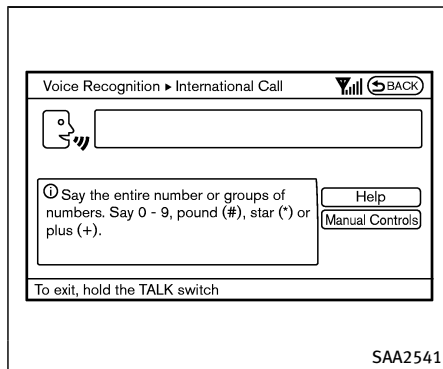 Voice Recognition ▸ International Call
BACK
ⓘ Say the entire number or groups of
numbers. Say 0 - 9, pound (#), star (*) or
plus (+).
Help
Manual Controls
To exit, hold the TALK switch
SAA2541